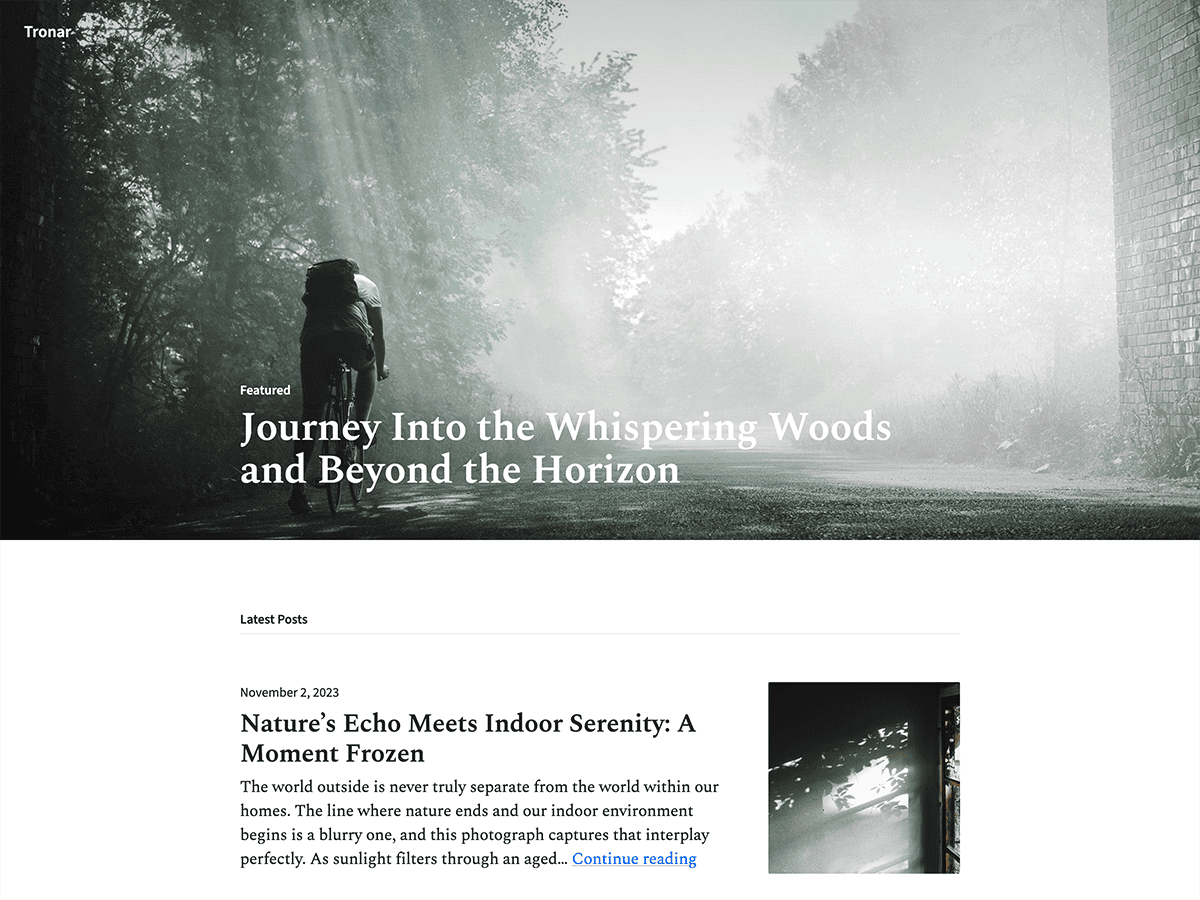 Tronar
Featured
Journey Into the Whispering Woods
and Beyond the Horizon
Latest Posts
November 2, 2023
Nature’s Echo Meets Indoor Serenity: A
Moment Frozen
The world outside is never truly separate from the world within our
homes. The line where nature ends and our indoor environment
begins is a blurry one, and this photograph captures that interplay
perfectly. As sunlight filters through an aged… Continue reading